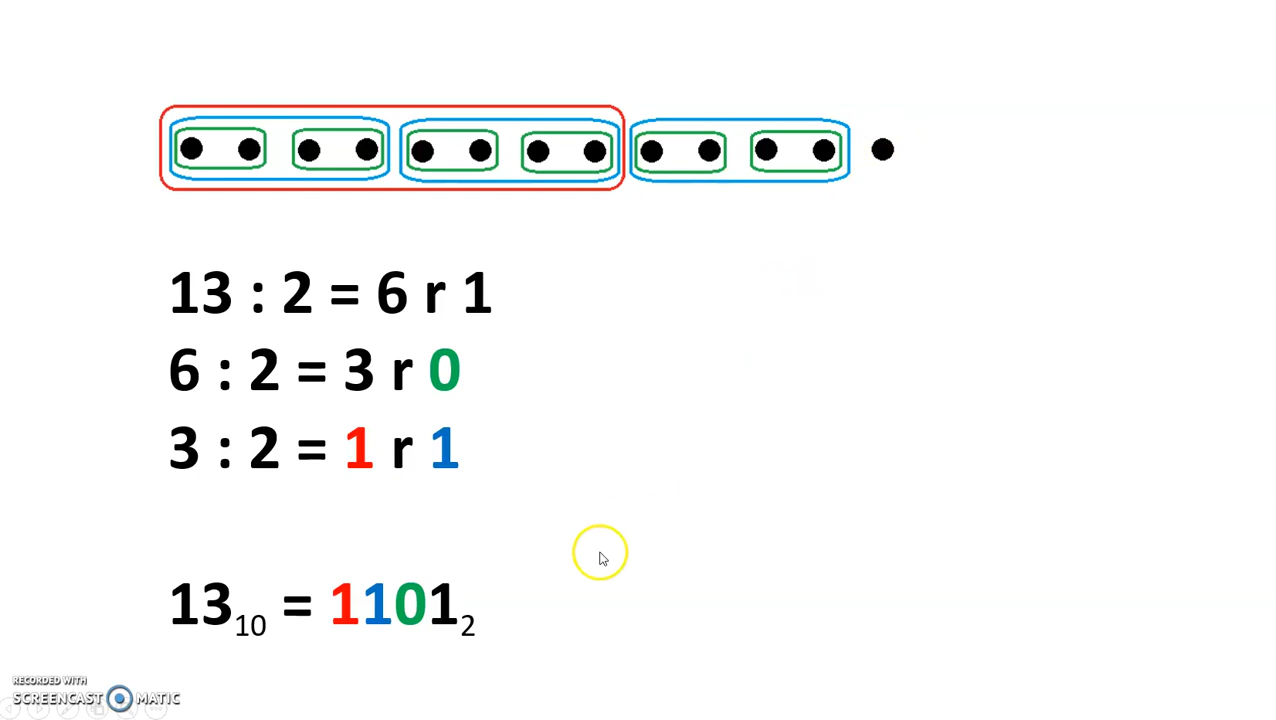 13 : 2 = 6 r 1
6 : 2 = 3 r 0
3 : 2 = 1 r 1
13₁₀ = 1101₂
RECORDED WITH
SCREENCAST MATIC